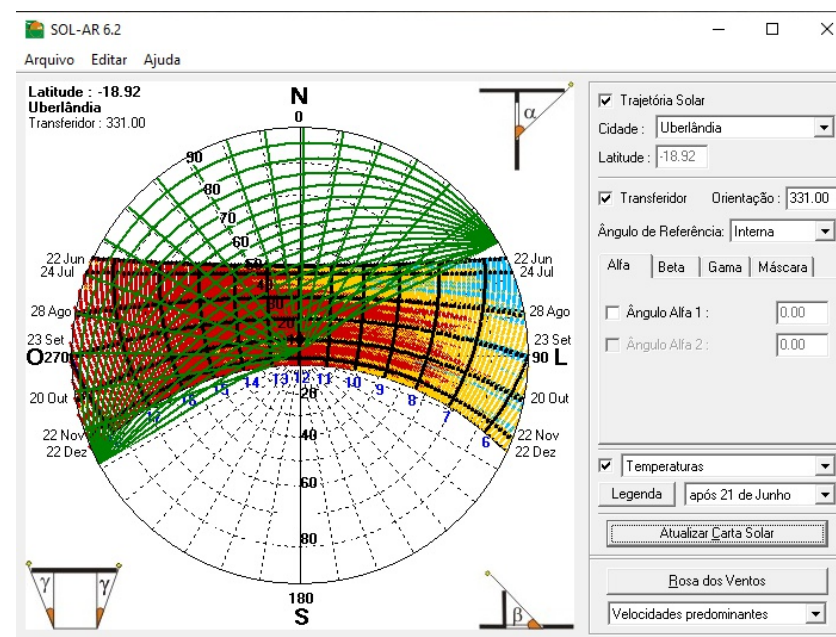 SOL-AR 6.2
Arquivo Editar Ajuda
Latitude : -18.92
Uberlândia
Transferidor : 331.00
N
0
α
90
80
70
60
20
22 Jun
24 Jul
28 Ago
23 Set
O 270
20 Out
22 Nov
22 Dez
22 Jun
24 Jul
28 Ago
23 Set
90 L
20 Out
22 Nov
22 Dez
17 16 15 14 13 12 11 10 9 8 7 6
20
40
60
80
180
S
γ γ
β
Trajetória Solar
Cidade : Uberlândia
Latitude : -18.92
Transferidor Orientação : 331.00
Ângulo de Referência: Interna
Alfa Beta Gama Máscara
Ângulo Alfa 1 : 0.00
Ângulo Alfa 2 : 0.00
Temperaturas
Legenda após 21 de Junho
Atualizar Carta Solar
Rosa dos Ventos
Velocidades predominantes